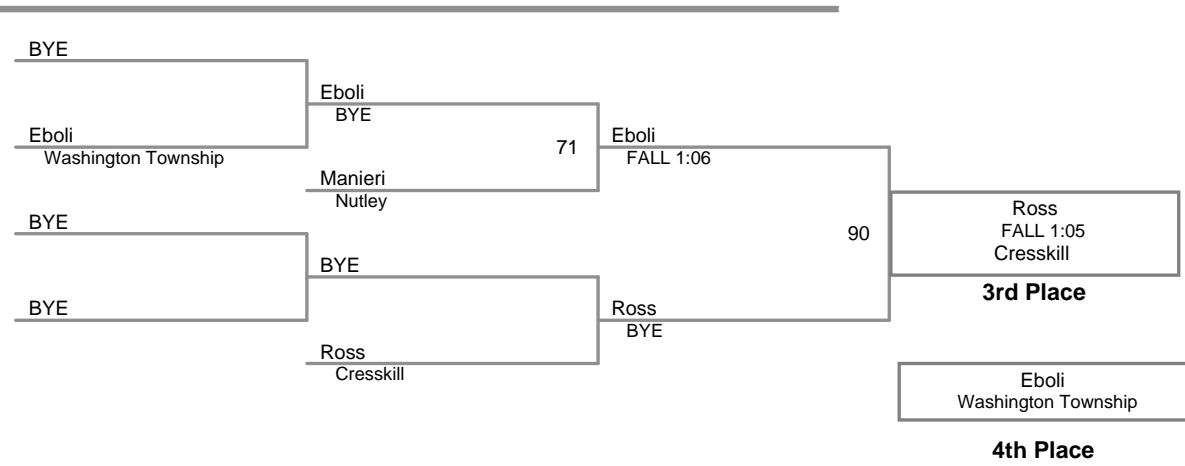 BYE
Eboli
Washington Township
BYE
BYE
Eboli
BYE
71
Manieri
Nutley
BYE
Ross
Cresskill
Eboli
FALL 1:06
90
Ross
BYE
Ross
FALL 1:05
Cresskill
3rd Place
Eboli
Washington Township
4th Place